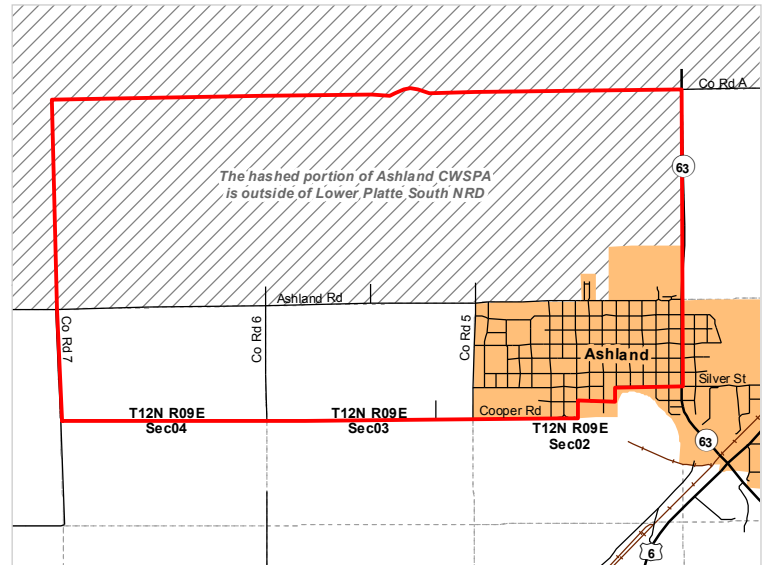 Co Rd A
63
The hashed portion of Ashland CWSPA
is outside of Lower Platte South NRD
Ashland Rd
Co Rd 7
Co Rd 6
Co Rd 5
Ashland
Silver St
Cooper Rd
T12N R09E
Sec04
T12N R09E
Sec03
T12N R09E
Sec02
63
6